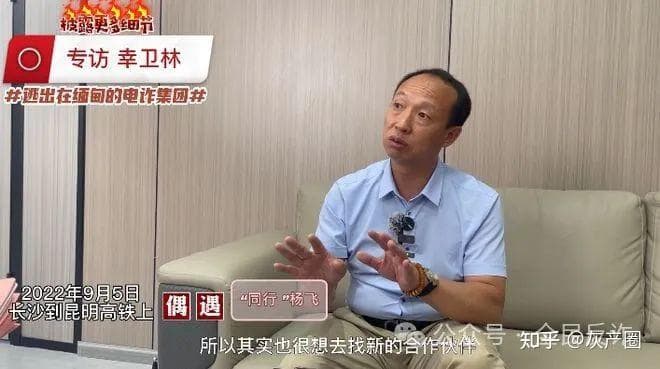 披露更多细节
专访 幸卫林
#逃出在缅甸的电诈集团#
2022年9月5日
长沙到昆明高铁上
偶遇
“同行”杨飞
所以其实也很想去找新的合作伙伴
公众号·全民反诈
知乎 @灰产圈